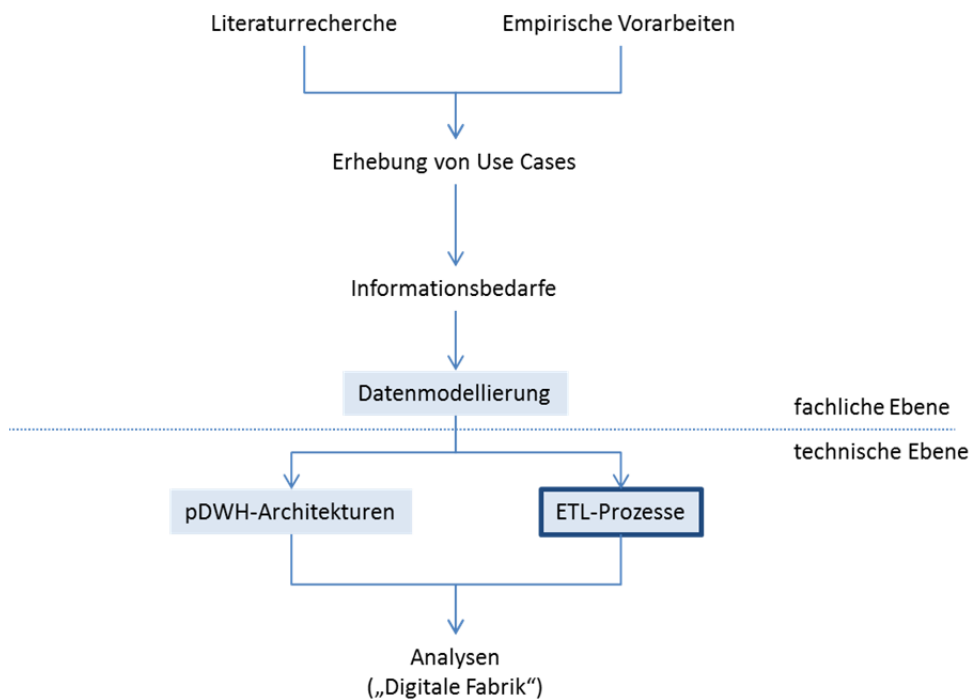 Literaturrecherche
Empirische Vorarbeiten
Erhebung von Use Cases
Informationsbedarfe
Datenmodellierung
fachliche Ebene
technische Ebene
pDWH-Architekturen
ETL-Prozesse
Analysen
(„Digitale Fabrik“)